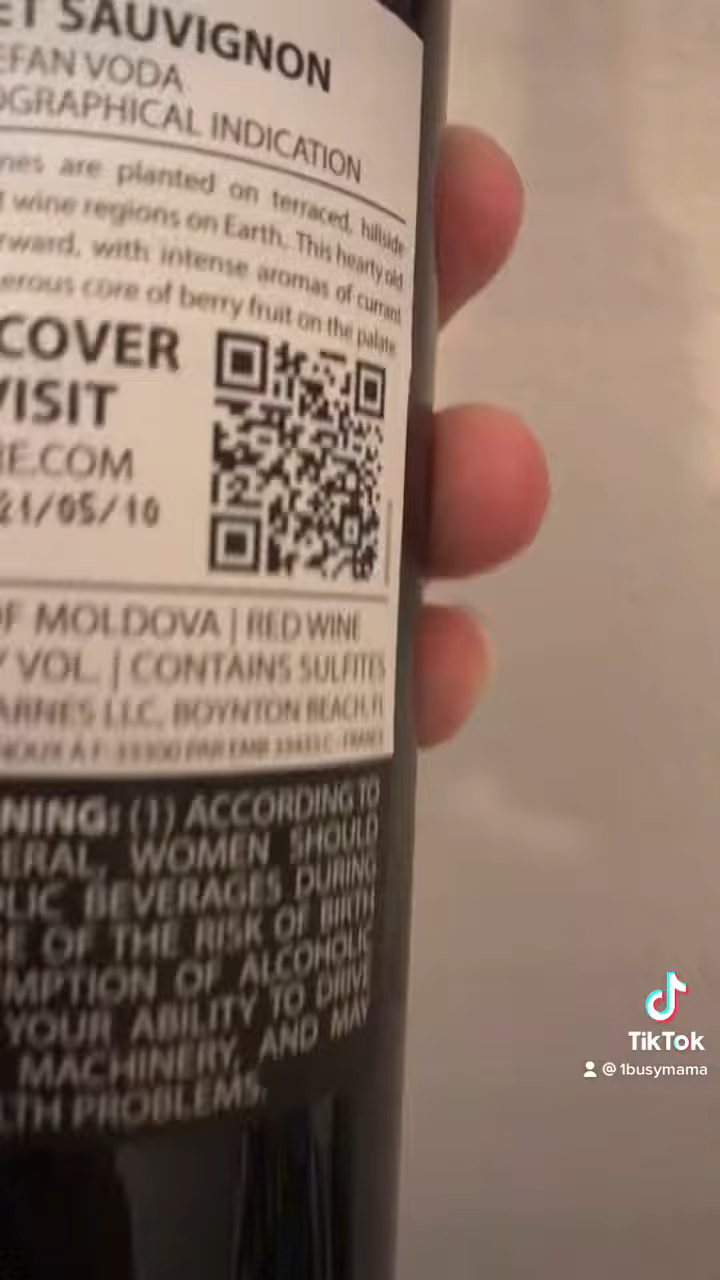 ET SAUVIGNON
EFAN VODA
OGRAPHICAL INDICATION
nes are planted on terraced, hillside
wine regions on Earth. This hearty old
rward, with intense aromas of currant
erous core of berry fruit on the palate
COVER
VISIT
E.COM
21/05/10
OF MOLDOVA | RED WINE
VOL. | CONTAINS SULFITES
ARNES LLC, BOYNTON BEACH, FL
NING: (1) ACCORDING TO
ERAL, WOMEN SHOULD
LIC BEVERAGES DURING
SE OF THE RISK OF BIRTH
MPTION OF ALCOHOLIC
YOUR ABILITY TO DRIVE
MACHINERY, AND MAY
LTH PROBLEMS.
TikTok
@1busymama